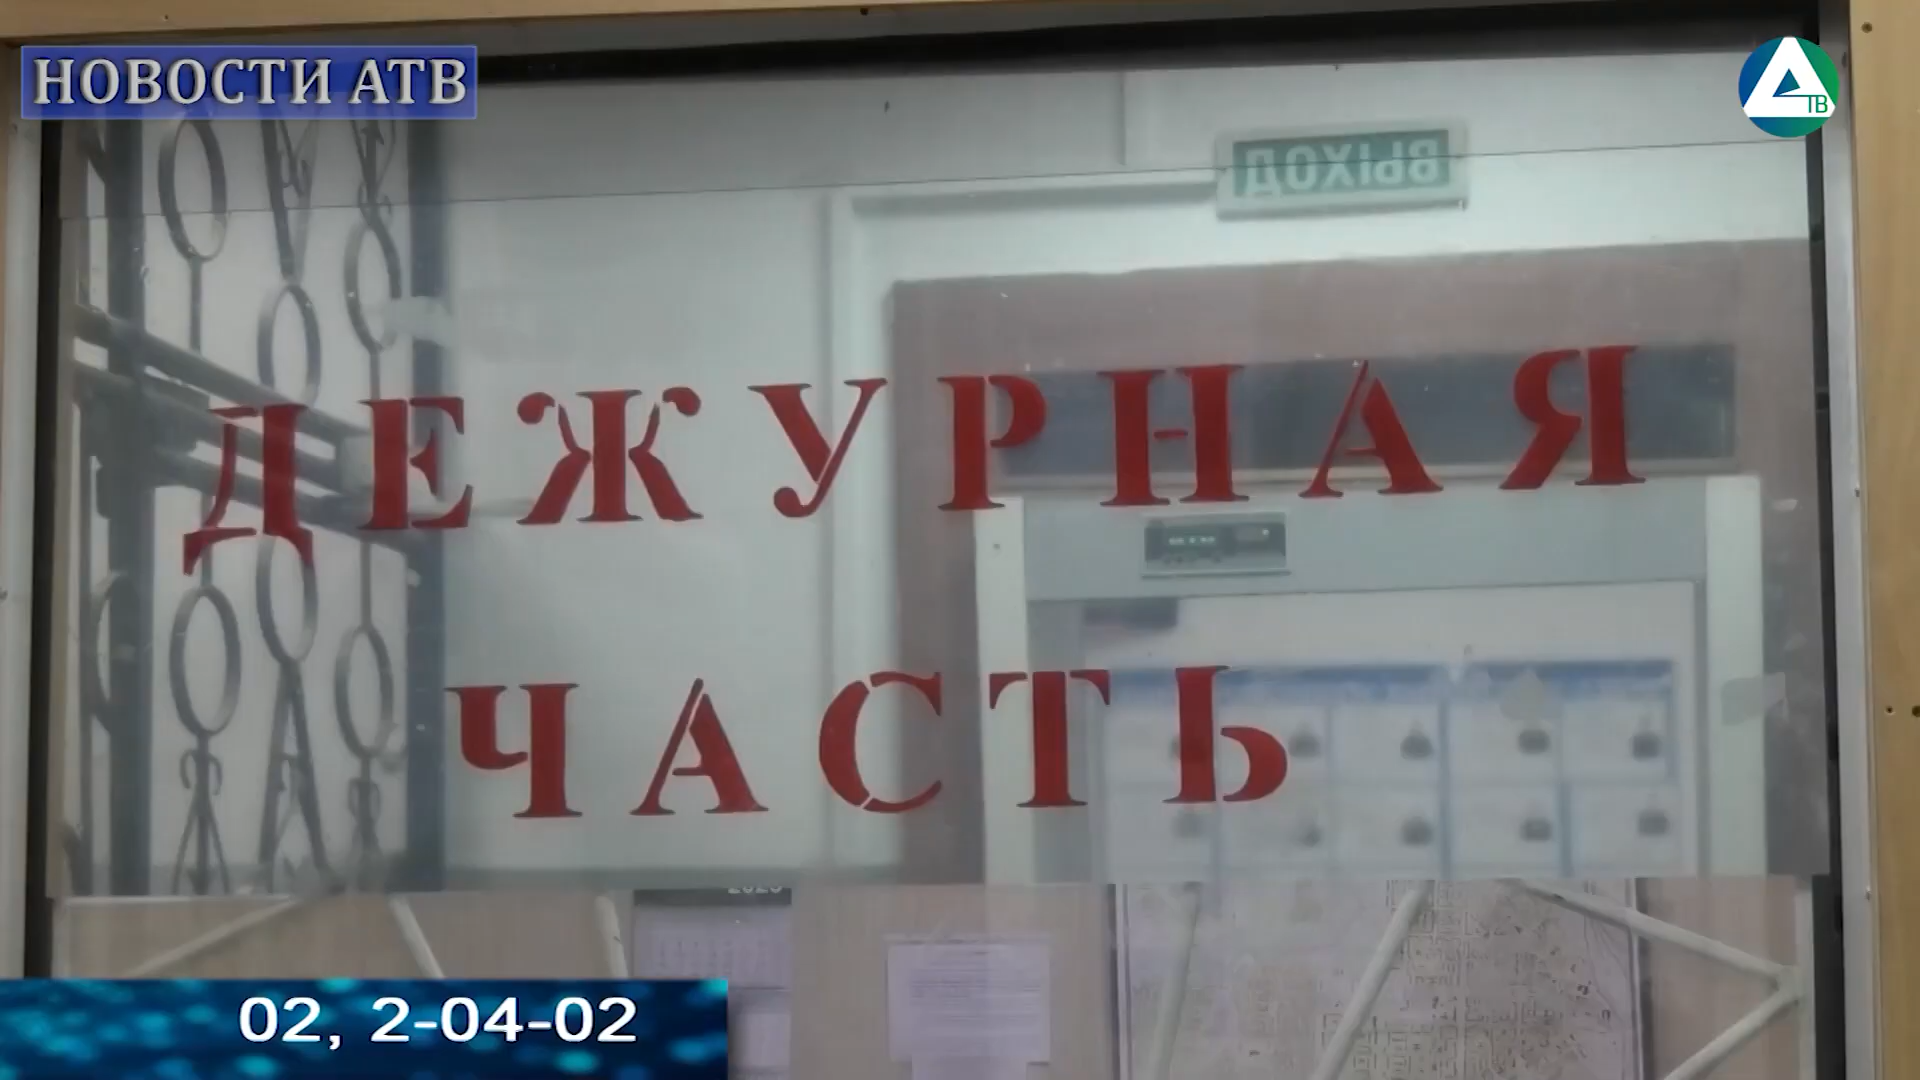 НОВОСТИ АТВ
ТВ
ВЫХОД
ДЕЖУРНАЯ
ЧАСТЬ
02, 2-04-02